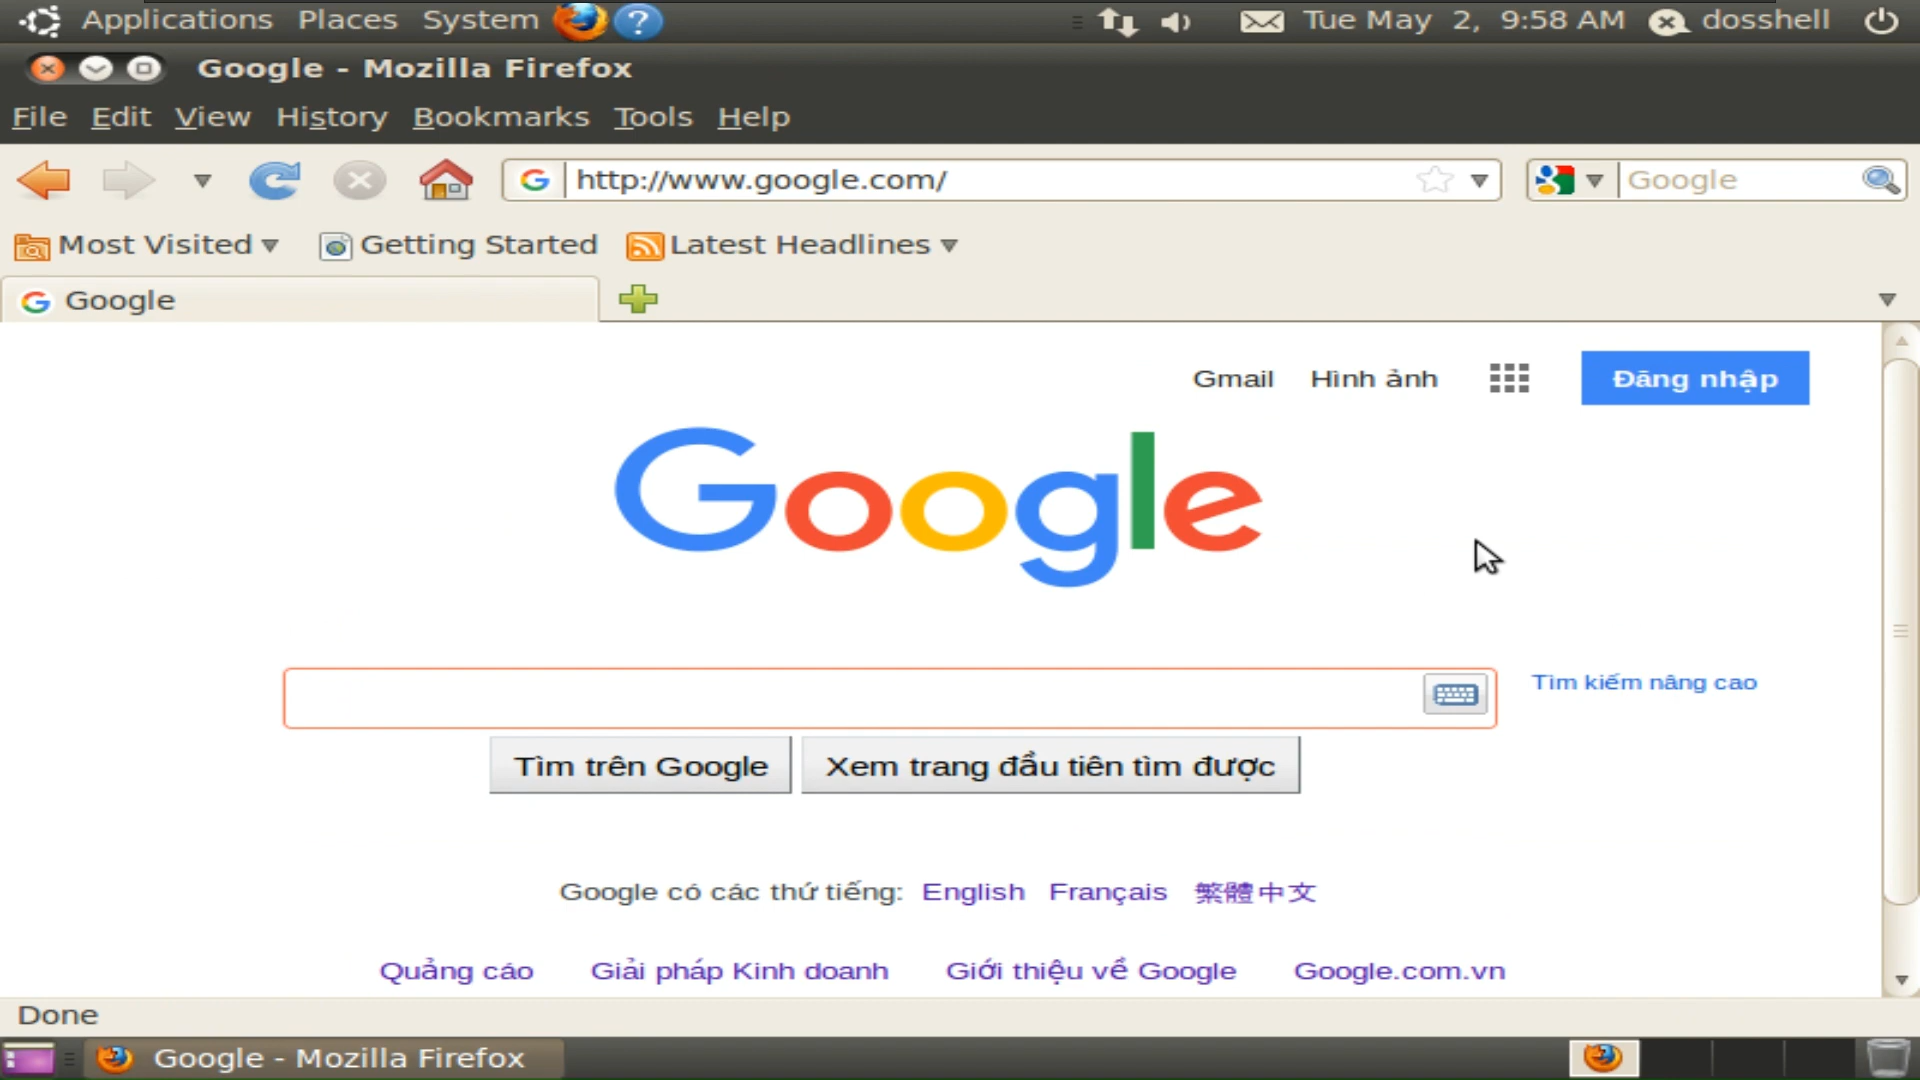 Applications Places System Tue May 2, 9:58 AM dosshell
Google - Mozilla Firefox
File Edit View History Bookmarks Tools Help
http://www.google.com/ Google
Most Visited Getting Started Latest Headlines
Google
Gmail Hình ảnh Đăng nhập
Google
Tìm kiếm nâng cao
Tìm trên Google Xem trang đầu tiên tìm được
Google có các thứ tiếng: English Français 繁體中文
Quảng cáo Giải pháp Kinh doanh Giới thiệu về Google Google.com.vn
Done
Google - Mozilla Firefox